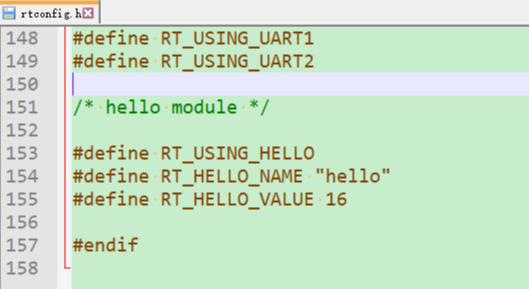 rtconfig.h
148 #define RT_USING_UART1
149 #define RT_USING_UART2
150
151 /* hello module */
152
153 #define RT_USING_HELLO
154 #define RT_HELLO_NAME "hello"
155 #define RT_HELLO_VALUE 16
156
157 #endif
158